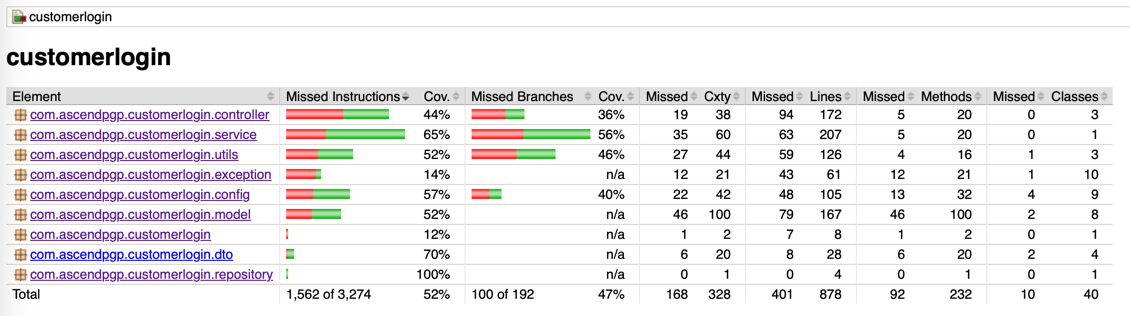 customerlogin
customerlogin
Element Missed Instructions Cov. Missed Branches Cov. Missed Cxty Missed Lines Missed Methods Missed Classes
com.ascendpgp.customerlogin.controller 44% 36% 19 38 94 172 5 20 0 3
com.ascendpgp.customerlogin.service 65% 56% 35 60 63 207 5 20 0 1
com.ascendpgp.customerlogin.utils 52% 46% 27 44 59 126 4 16 1 3
com.ascendpgp.customerlogin.exception 14% n/a 12 21 43 61 12 21 1 10
com.ascendpgp.customerlogin.config 57% 40% 22 42 48 105 13 32 4 9
com.ascendpgp.customerlogin.model 52% n/a 46 100 79 167 46 100 2 8
com.ascendpgp.customerlogin 12% n/a 1 2 7 8 1 2 0 1
com.ascendpgp.customerlogin.dto 70% n/a 6 20 8 28 6 20 2 4
com.ascendpgp.customerlogin.repository 100% n/a 0 1 0 4 0 1 0 1
Total 1,562 of 3,274 52% 100 of 192 47% 168 328 401 878 92 232 10 40